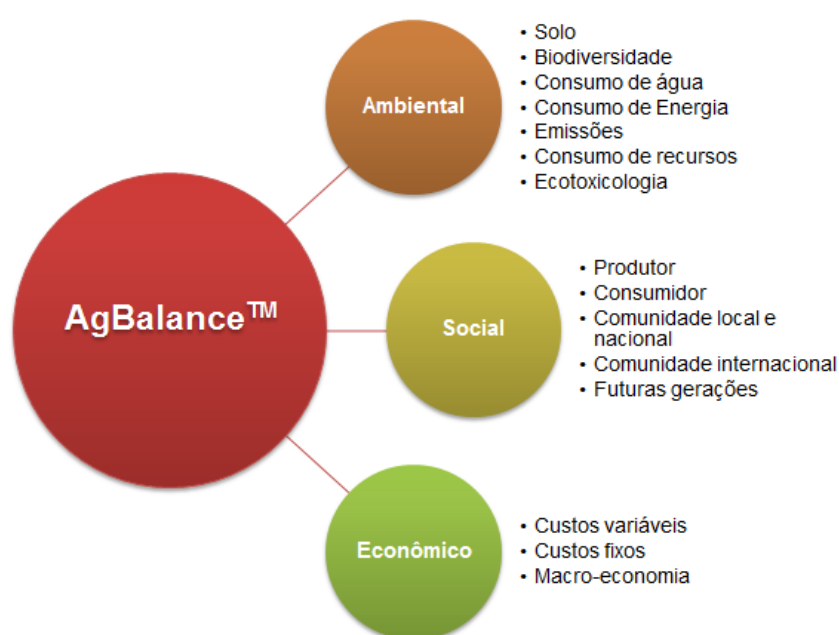 AgBalance™
Ambiental
• Solo
• Biodiversidade
• Consumo de água
• Consumo de Energia
• Emissões
• Consumo de recursos
• Ecotoxicologia
Social
• Produtor
• Consumidor
• Comunidade local e
nacional
• Comunidade internacional
• Futuras gerações
Econômico
• Custos variáveis
• Custos fixos
• Macro-economia